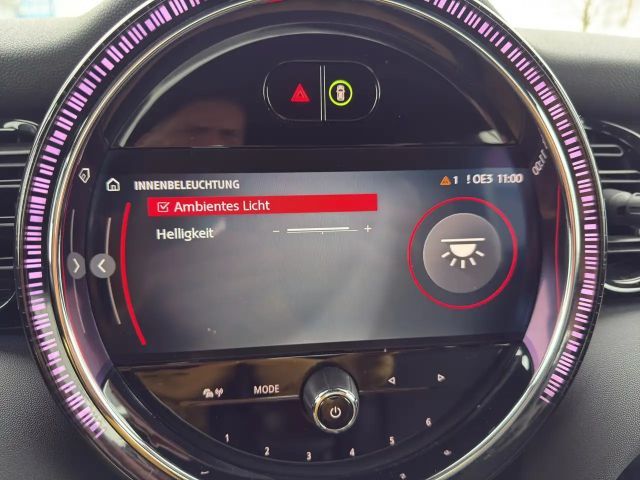 INNENBELEUCHTUNG
1 ! OE3 11:00
Ambientes Licht
Helligkeit - +
MODE
1 2 3 4 5 6